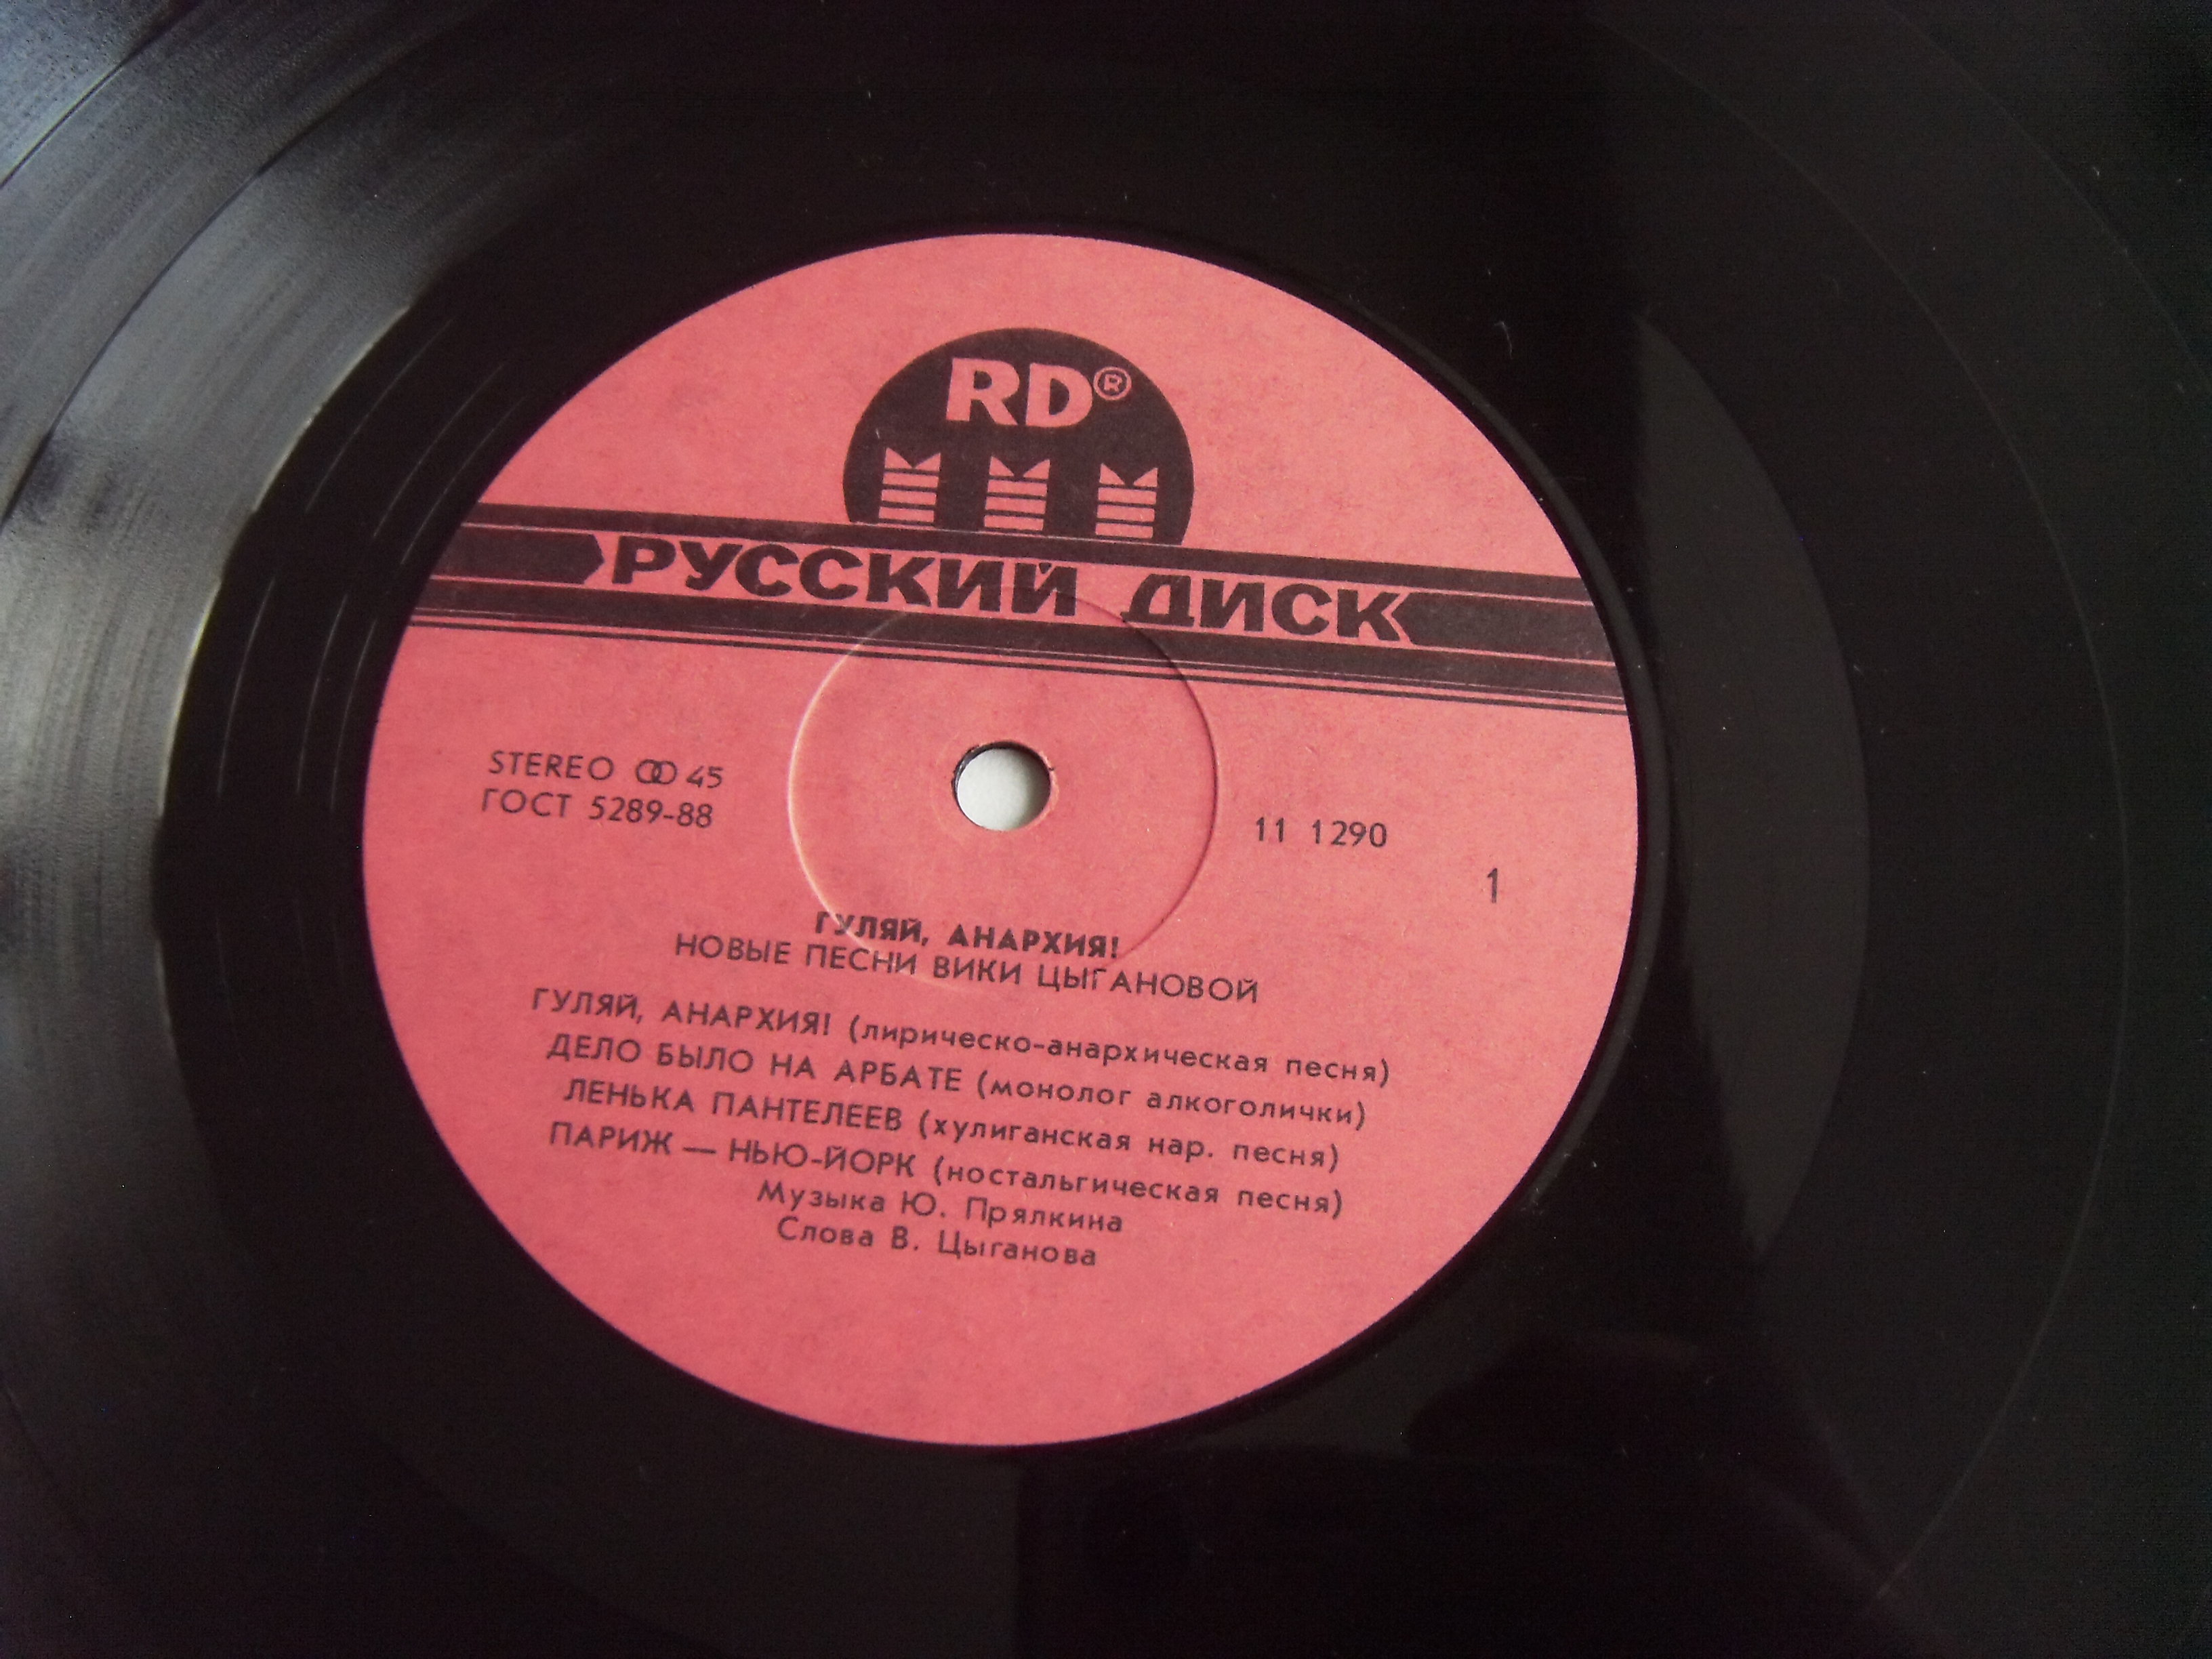 RD®
РУССКИЙ ДИСК
STEREO Ꝏ 45
ГОСТ 5289-88
11 1290
1
ГУЛЯЙ, АНАРХИЯ!
НОВЫЕ ПЕСНИ ВИКИ ЦЫГАНОВОЙ
ГУЛЯЙ, АНАРХИЯ! (лирическо-анархическая песня)
ДЕЛО БЫЛО НА АРБАТЕ (монолог алкоголички)
ЛЕНЬКА ПАНТЕЛЕЕВ (хулиганская нар. песня)
ПАРИЖ — НЬЮ-ЙОРК (ностальгическая песня)
Музыка Ю. Прялкина
Слова В. Цыганова